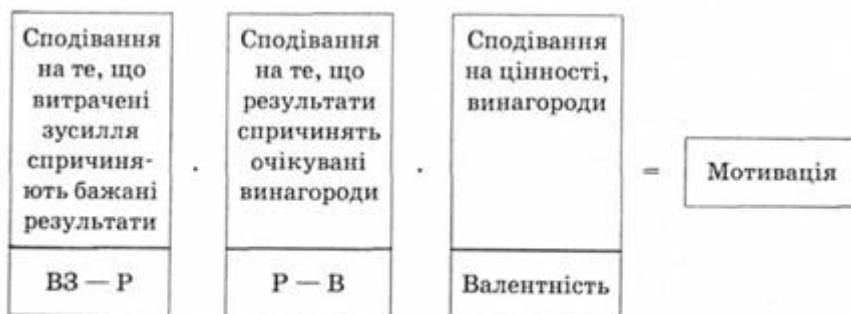 Сподівання
на те, що
витрачені
зусилля
спричиня-
ють бажані
результати
ВЗ — Р
·
Сподівання
на те, що
результати
спричинять
очікувані
винагороди
Р — В
·
Сподівання
на цінності,
винагороди
Валентність
=
Мотивація